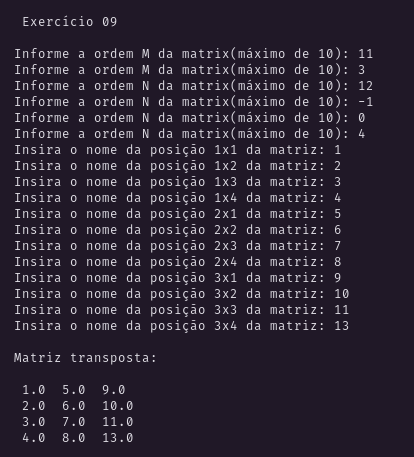 Exercício 09
Informe a ordem M da matrix(máximo de 10): 11
Informe a ordem M da matrix(máximo de 10): 3
Informe a ordem N da matrix(máximo de 10): 12
Informe a ordem N da matrix(máximo de 10): -1
Informe a ordem N da matrix(máximo de 10): 0
Informe a ordem N da matrix(máximo de 10): 4
Insira o nome da posição 1x1 da matriz: 1
Insira o nome da posição 1x2 da matriz: 2
Insira o nome da posição 1x3 da matriz: 3
Insira o nome da posição 1x4 da matriz: 4
Insira o nome da posição 2x1 da matriz: 5
Insira o nome da posição 2x2 da matriz: 6
Insira o nome da posição 2x3 da matriz: 7
Insira o nome da posição 2x4 da matriz: 8
Insira o nome da posição 3x1 da matriz: 9
Insira o nome da posição 3x2 da matriz: 10
Insira o nome da posição 3x3 da matriz: 11
Insira o nome da posição 3x4 da matriz: 13
Matriz transposta:
1.0 5.0 9.0
2.0 6.0 10.0
3.0 7.0 11.0
4.0 8.0 13.0